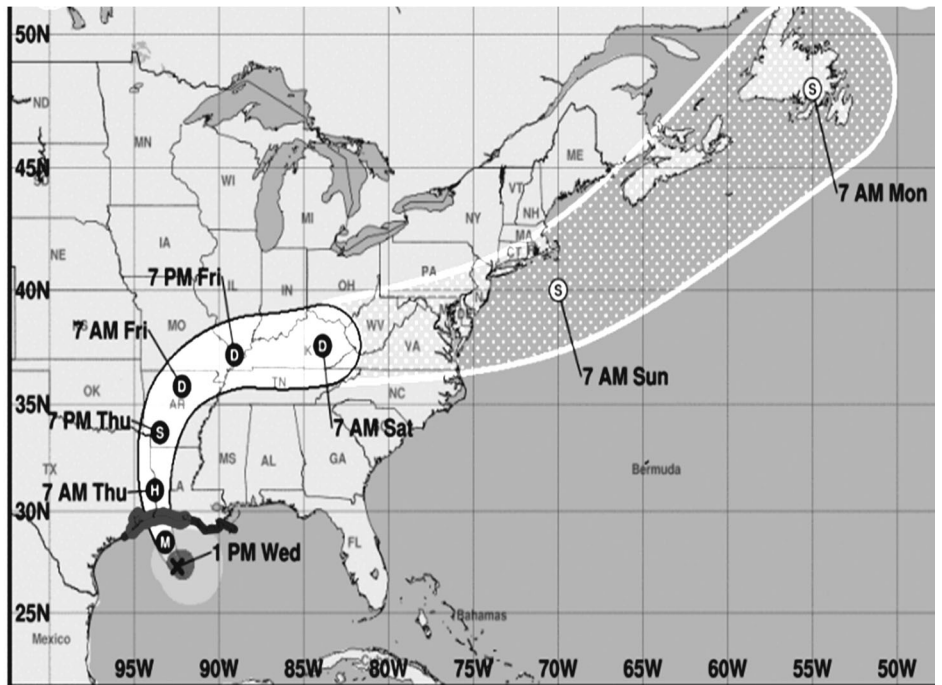 50N
ND
MN
45N
ME
WI
VT
7 AM Mon
MI
NH
NY
MA
CT
NE
IA
PA
7 PM Fri
OH
40N
IL
IN
S
7 AM Fri
MO
WV
D
D
VA
7 AM Sun
D
TN
OK
NC
35N
AR
7 PM Thu
S
7 AM Sat
MS
AL
GA
TX
Bermuda
7 AM Thu
H
30N
M
FL
1 PM Wed
25N
Bahamas
Mexico
95W 90W 85W 80W 75W 70W 65W 60W 55W 50W
S